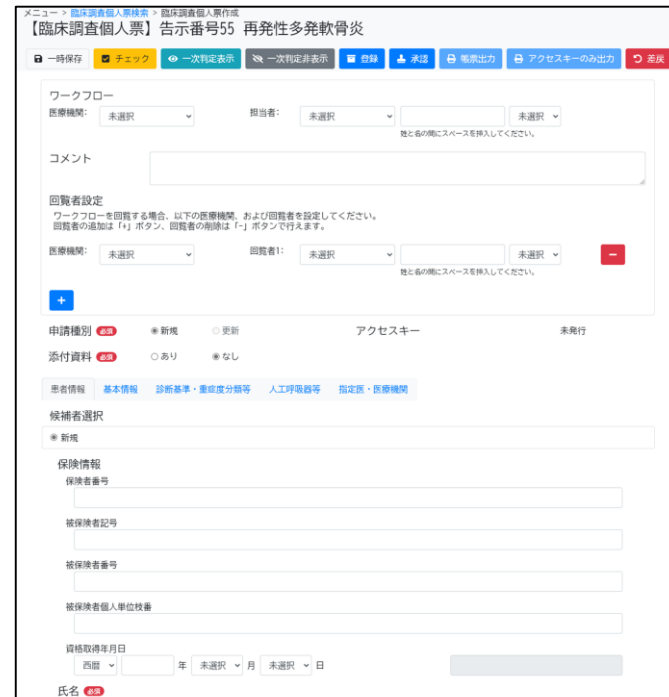 メニュー > 臨床調査個人票検索 > 臨床調査個人票作成
【臨床調査個人票】告示番号55 再発性多発軟骨炎
一時保存 チェック 一次判定表示 一次判定非表示 登録 承認 帳票出力 アクセスキーのみ出力 差戻
ワークフロー
医療機関: 未選択 担当者: 未選択 未選択
姓と名の間にスペースを挿入してください。
コメント
回覧者設定
ワークフローを回覧する場合、以下の医療機関、および回覧者を設定してください。
回覧者の追加は「+」ボタン、回覧者の削除は「-」ボタンで行えます。
医療機関: 未選択 回覧者1: 未選択 未選択 −
姓と名の間にスペースを挿入してください。
+
申請種別 必須 新規 更新 アクセスキー 未発行
添付資料 必須 あり なし
患者情報 基本情報 診断基準・重症度分類等 人工呼吸器等 指定医・医療機関
候補者選択
新規
保険情報
保険者番号
被保険者記号
被保険者番号
被保険者個人単位枝番
資格取得年月日
西暦 年 未選択 月 未選択 日
氏名 必須